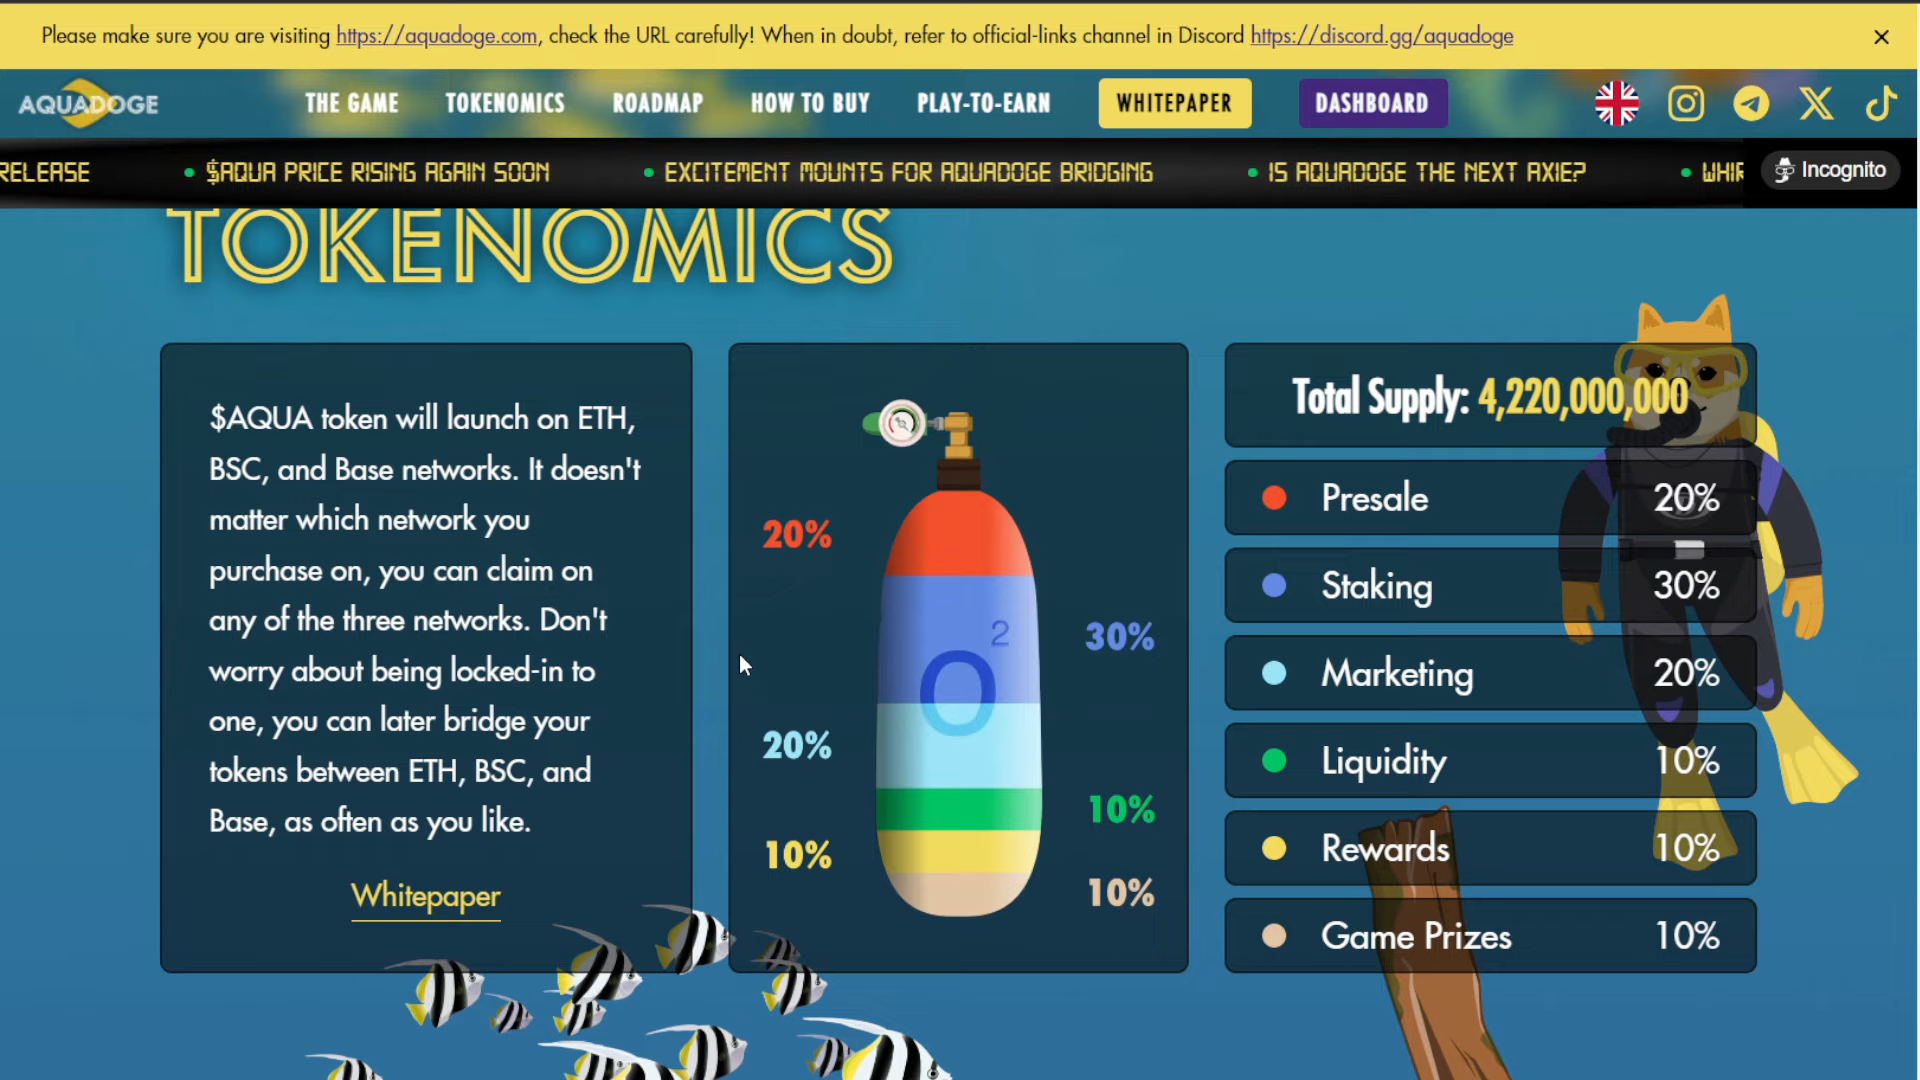 Please make sure you are visiting https://aquadoge.com, check the URL carefully! When in doubt, refer to official-links channel in Discord https://discord.gg/aquadoge
AQUADOGE
THE GAME
TOKENOMICS
ROADMAP
HOW TO BUY
PLAY-TO-EARN
WHITEPAPER
DASHBOARD
RELEASE
• $AQUA PRICE RISING AGAIN SOON
• EXCITEMENT MOUNTS FOR AQUADOGE BRIDGING
• IS AQUADOGE THE NEXT AXIE?
• WHIR
Incognito
TOKENOMICS
$AQUA token will launch on ETH,
BSC, and Base networks. It doesn't
matter which network you
purchase on, you can claim on
any of the three networks. Don't
worry about being locked-in to
one, you can later bridge your
tokens between ETH, BSC, and
Base, as often as you like.
Whitepaper
20%
30%
O²
20%
10%
10%
10%
Total Supply: 4,220,000,000
Presale 20%
Staking 30%
Marketing 20%
Liquidity 10%
Rewards 10%
Game Prizes 10%